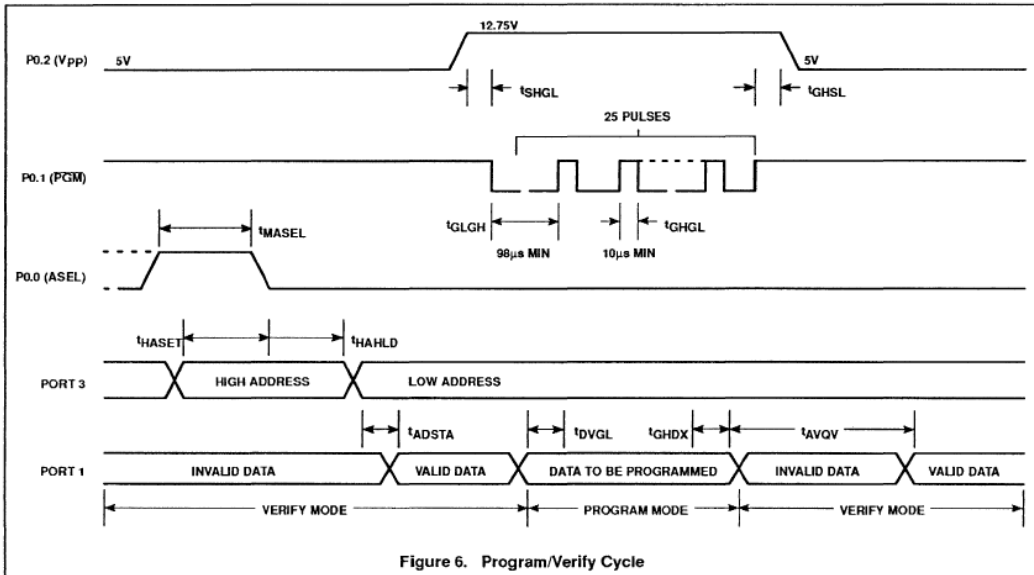 12.75V
P0.2 (VPP)
5V
5V
tSHGL
tGHSL
25 PULSES
P0.1 (PGM)
tGLGH
tGHGL
98µs MIN
10µs MIN
tMASEL
P0.0 (ASEL)
tHASET
tHAHLD
PORT 3
HIGH ADDRESS
LOW ADDRESS
tADSTA
tDVGL
tGHDX
tAVQV
PORT 1
INVALID DATA
VALID DATA
DATA TO BE PROGRAMMED
INVALID DATA
VALID DATA
VERIFY MODE
PROGRAM MODE
VERIFY MODE
Figure 6. Program/Verify Cycle